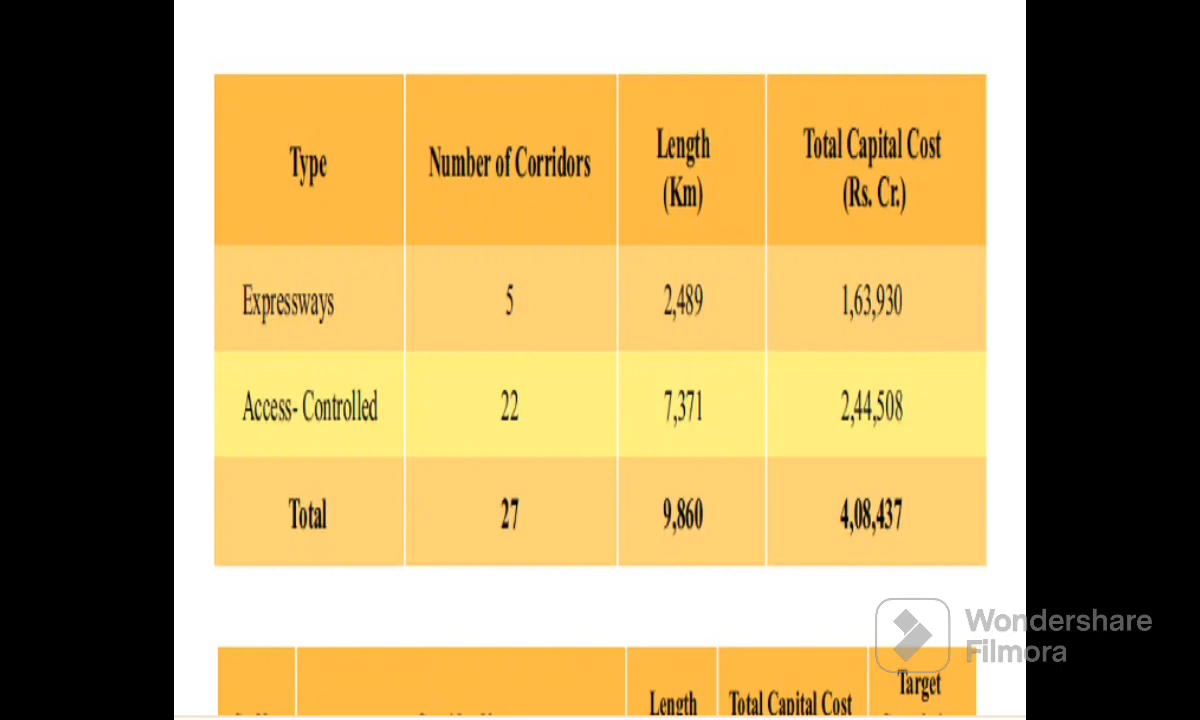 Type Number of Corridors Length (Km) Total Capital Cost (Rs. Cr.)
Expressways 5 2,489 1,63,930
Access- Controlled 22 7,371 2,44,508
Total 27 9,860 4,08,437
Wondershare
Filmora
Length Total Capital Cost Target